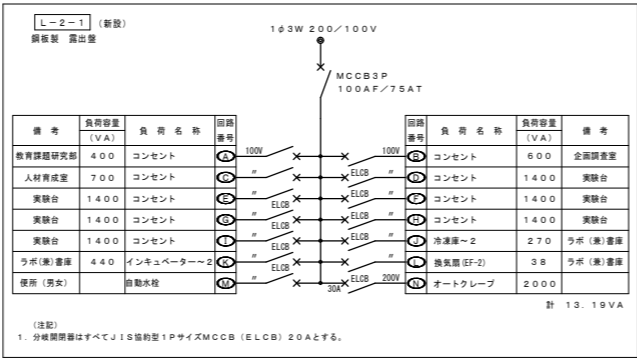 L－2－1 （新設）
鋼板製 露出盤
1φ3W 200/100V
MCCB3P
100AF/75AT
備 考 負荷容量（VA） 負 荷 名 称 回路番号 回路番号 負 荷 名 称 負荷容量（VA） 備 考
教育課題研究部 400 コンセント A 100V 100V B コンセント 600 企画調査室
人材育成室 700 コンセント C 〃 ELCB 〃 D コンセント 1400 実験台
実験台 1400 コンセント E 〃 ELCB ELCB 〃 F コンセント 1400 実験台
実験台 1400 コンセント G 〃 ELCB ELCB 〃 H コンセント 1400 実験台
実験台 1400 コンセント I 〃 ELCB ELCB 〃 J 冷凍庫～2 270 ラボ（兼）書庫
ラボ（兼）書庫 440 インキュベーター～2 K 〃 ELCB 〃 L 換気扇（EF-2） 38 ラボ（兼）書庫
便所（男女） 自動水栓 M 〃 30A ELCB 200V N オートクレーブ 2000
計 13.19VA
（注記）
1．分岐開閉器はすべてJIS協約型1PサイズMCCB（ELCB）20Aとする。